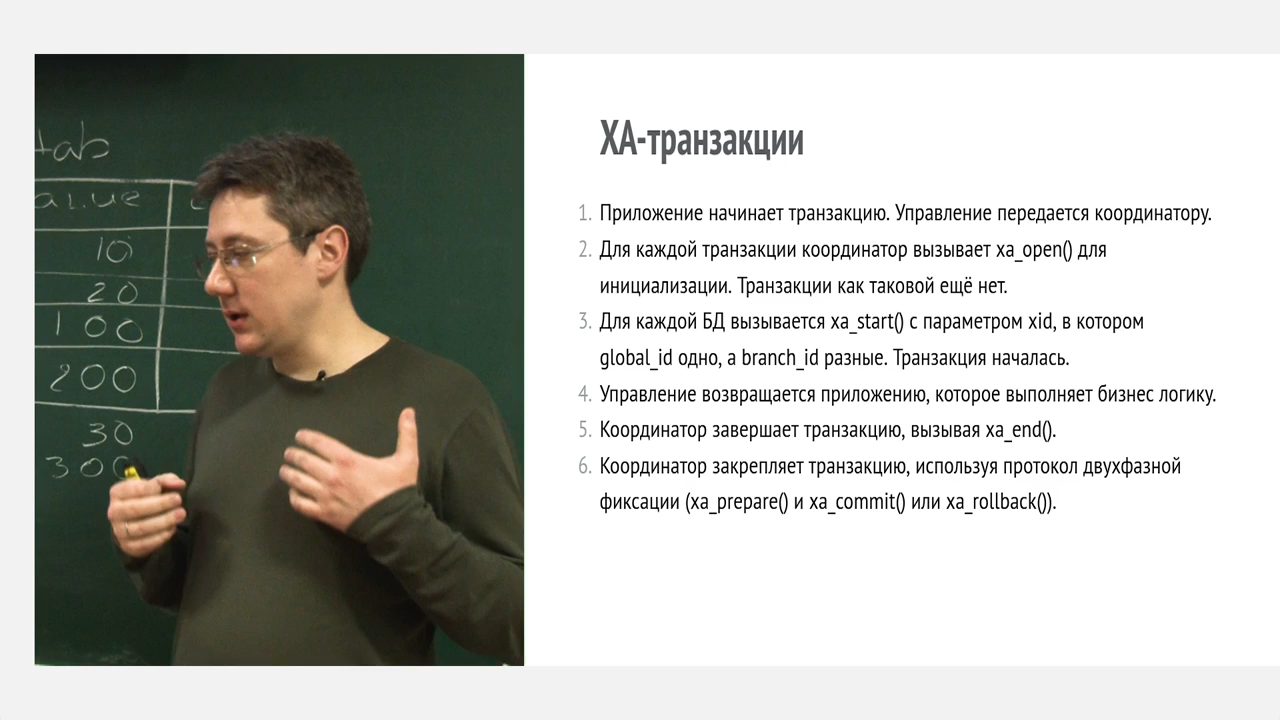 tab
10
20
100
200
30
300
ХА-транзакции
1. Приложение начинает транзакцию. Управление передается координатору.
2. Для каждой транзакции координатор вызывает xa_open() для
инициализации. Транзакции как таковой ещё нет.
3. Для каждой БД вызывается xa_start() с параметром xid, в котором
global_id одно, а branch_id разные. Транзакция началась.
4. Управление возвращается приложению, которое выполняет бизнес логику.
5. Координатор завершает транзакцию, вызывая xa_end().
6. Координатор закрепляет транзакцию, используя протокол двухфазной
фиксации (xa_prepare() и xa_commit() или xa_rollback()).